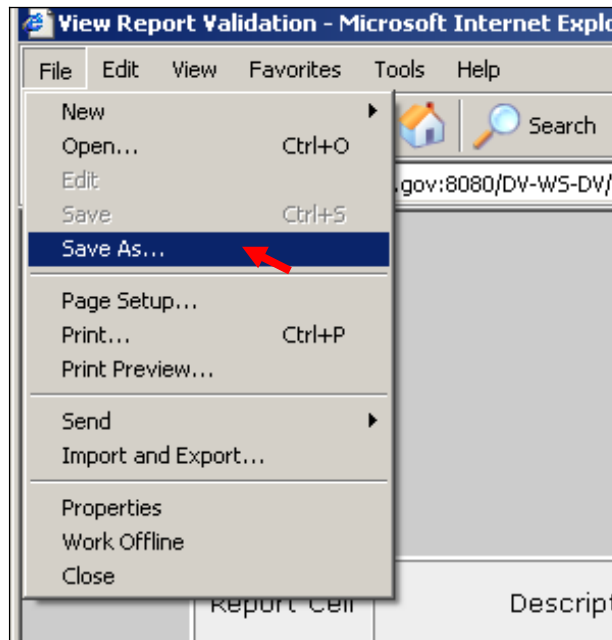 View Report Validation - Microsoft Internet Explo
File Edit View Favorites Tools Help
New
Search
Open... Ctrl+O
Edit
.gov:8080/DV-WS-DV/
Save Ctrl+S
Save As...
Page Setup...
Print... Ctrl+P
Print Preview...
Send
Import and Export...
Properties
Work Offline
Close
Report Cell Descript